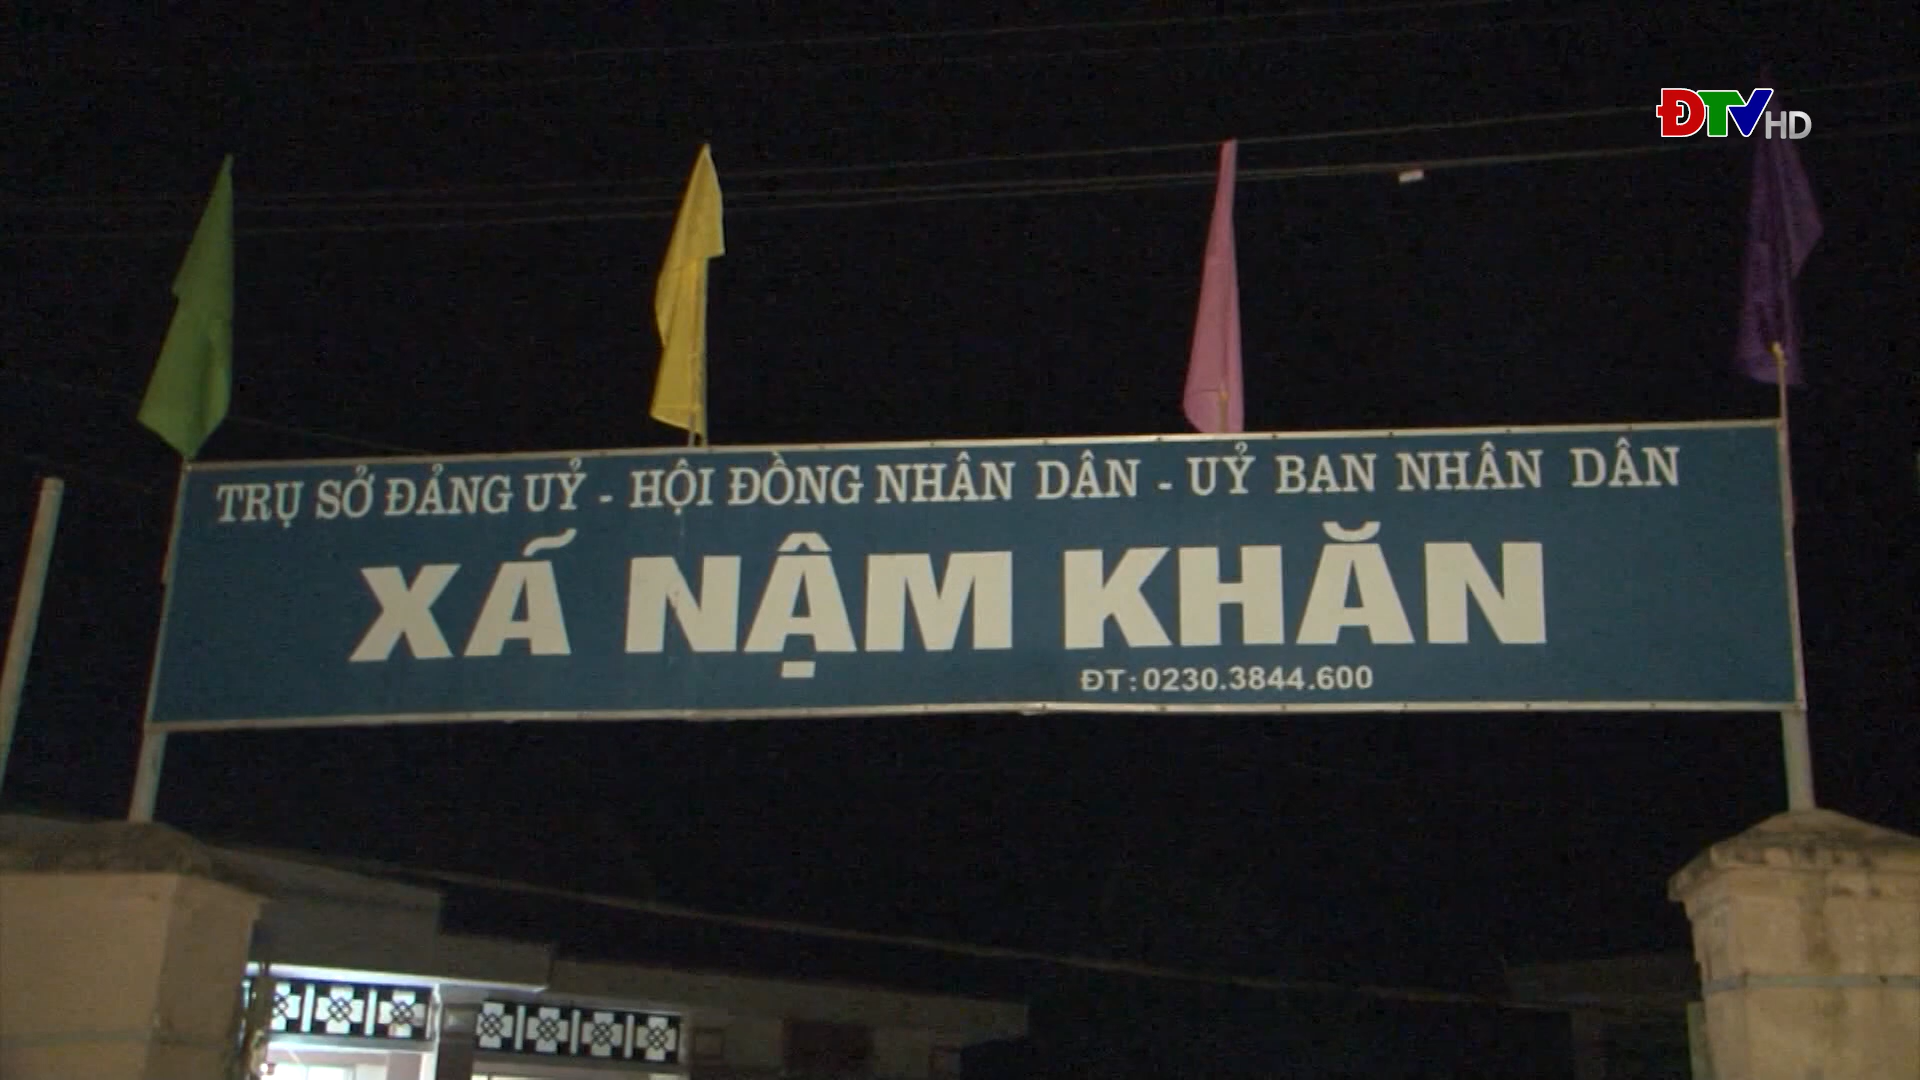 ĐTV HD
TRỤ SỞ ĐẢNG UỶ - HỘI ĐỒNG NHÂN DÂN - UỶ BAN NHÂN DÂN
XÃ NẬM KHĂN
ĐT: 0230.3844.600